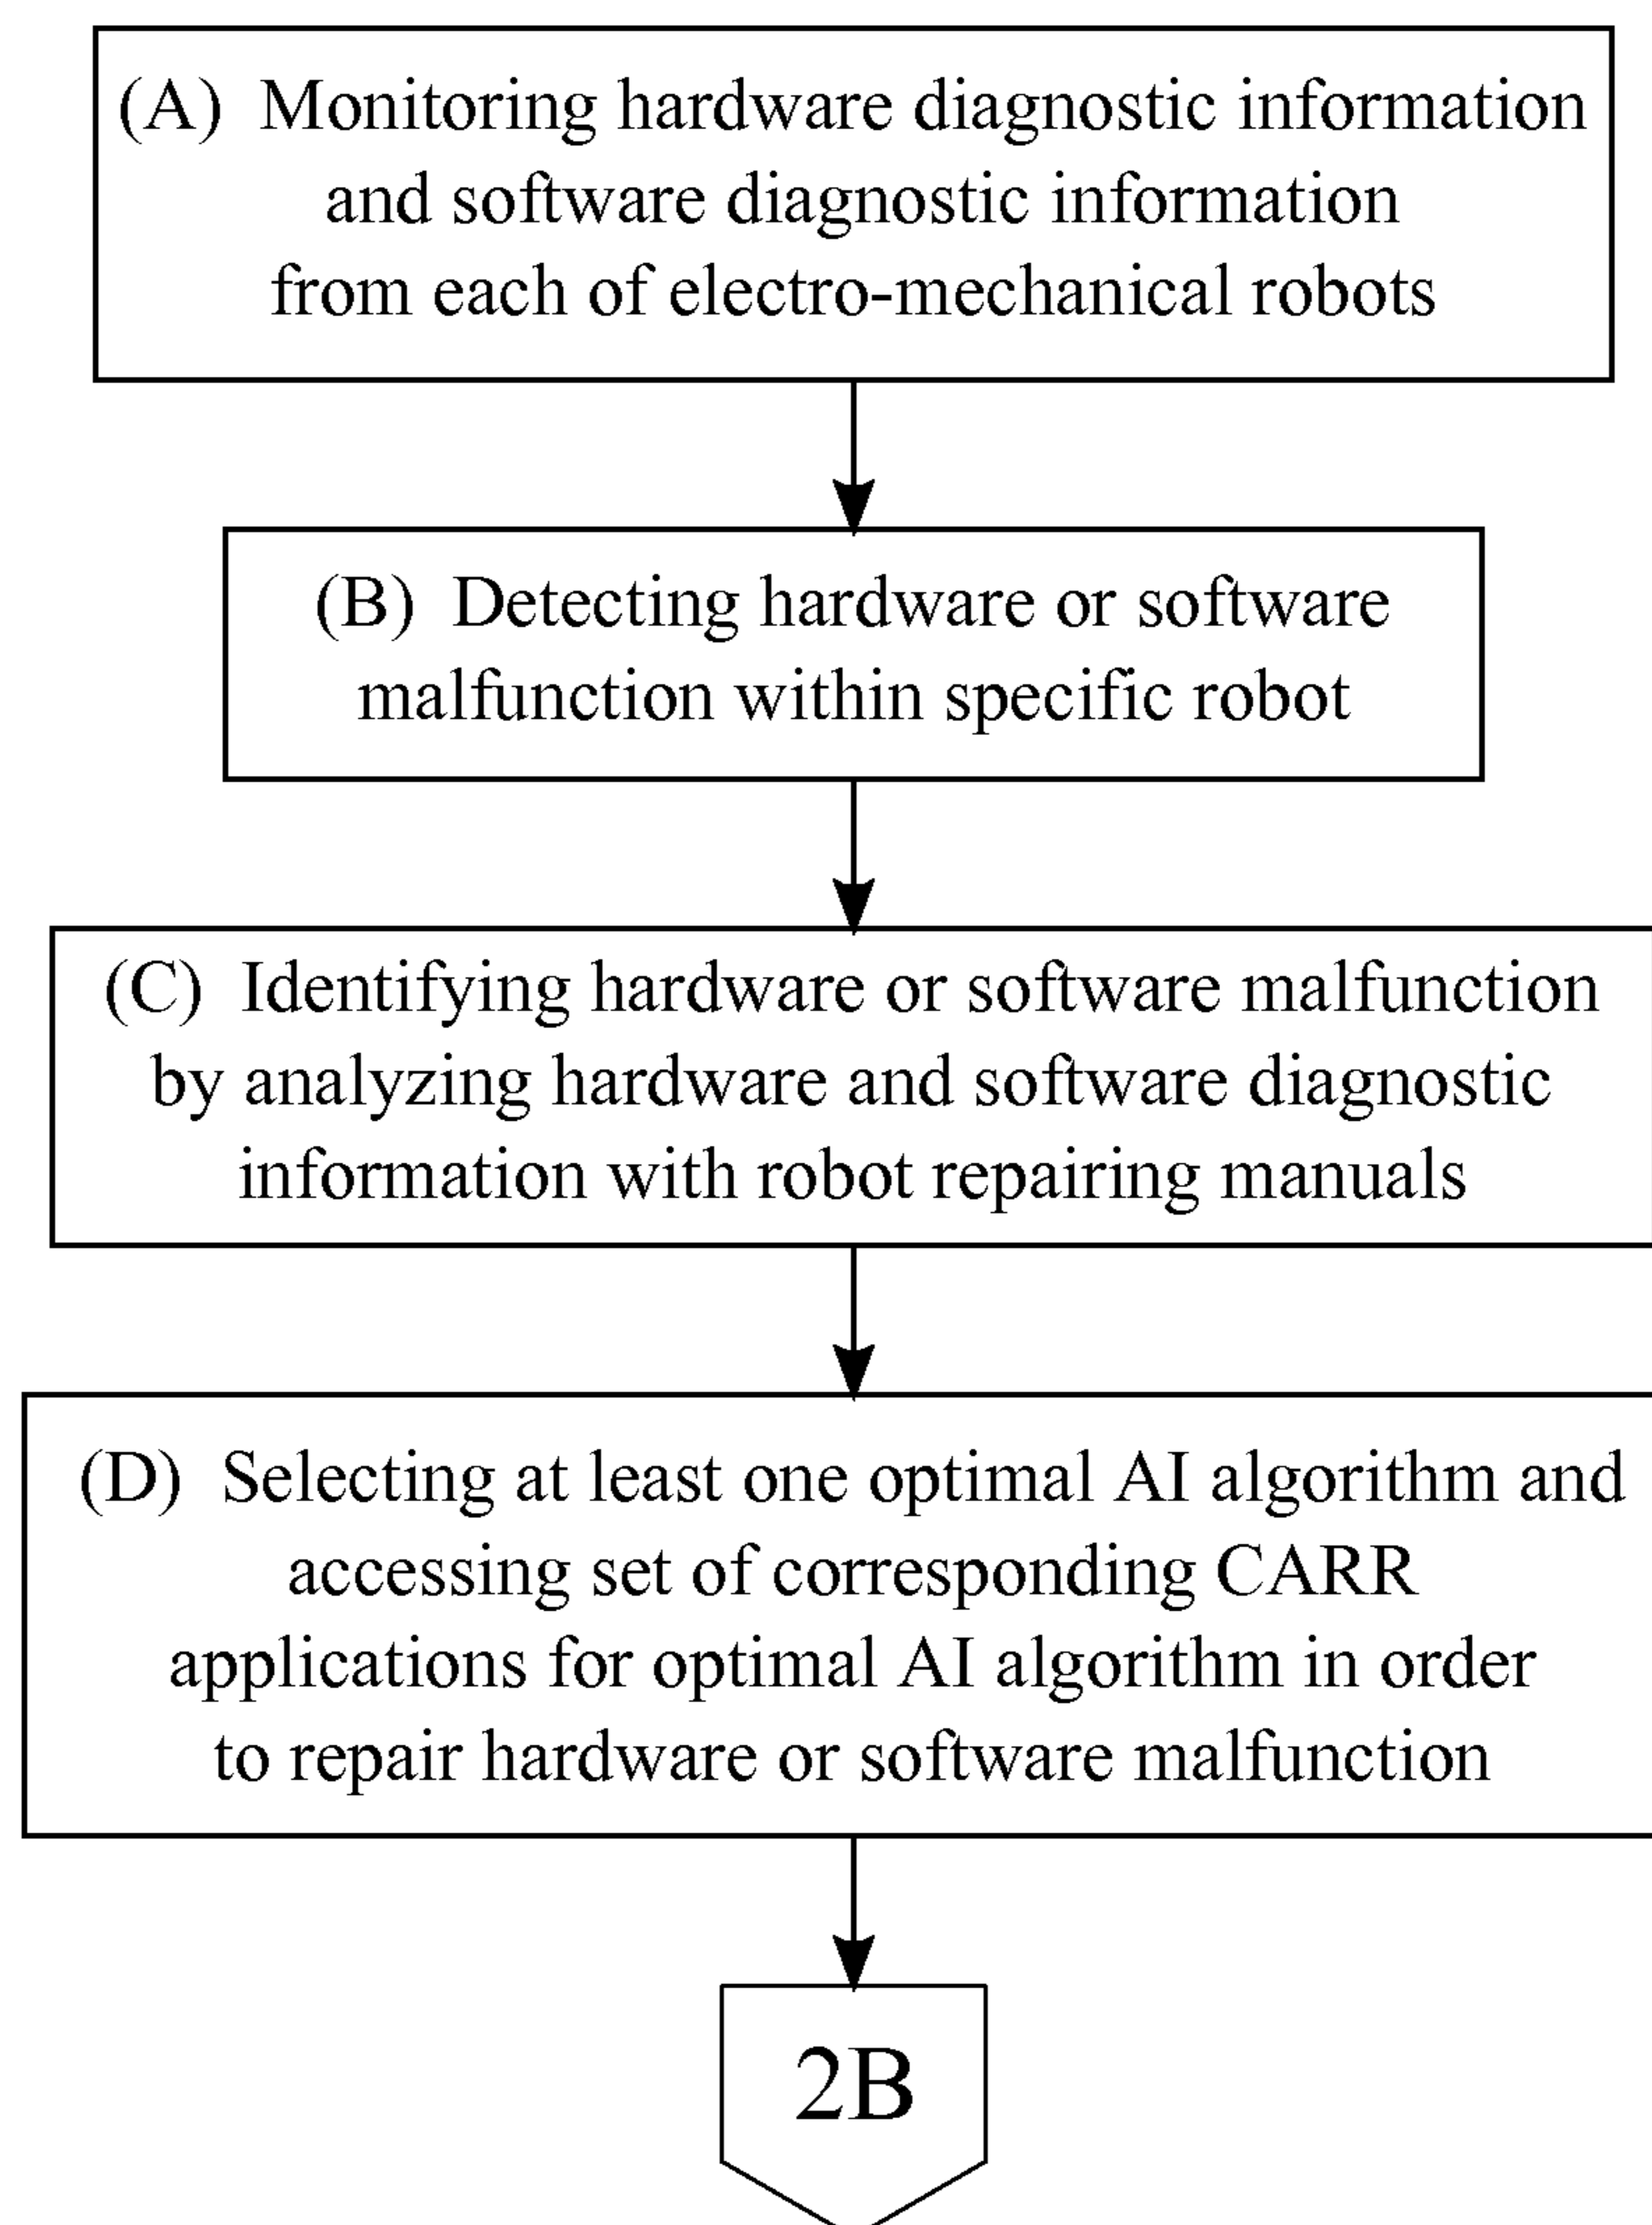 (A) Monitoring hardware diagnostic information
and software diagnostic information
from each of electro-mechanical robots
(B) Detecting hardware or software
malfunction within specific robot
(C) Identifying hardware or software malfunction
by analyzing hardware and software diagnostic
information with robot repairing manuals
(D) Selecting at least one optimal AI algorithm and
accessing set of corresponding CARR
applications for optimal AI algorithm in order
to repair hardware or software malfunction
2B